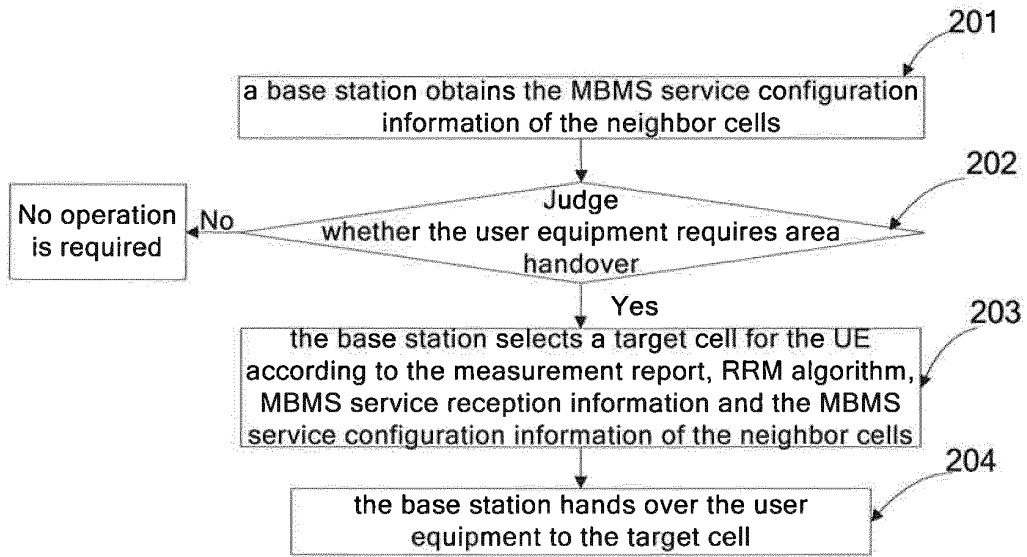 201
a base station obtains the MBMS service configuration
information of the neighbor cells
202
Judge
whether the user equipment requires area
handover
No
No operation
is required
Yes
203
the base station selects a target cell for the UE
according to the measurement report, RRM algorithm,
MBMS service reception information and the MBMS
service configuration information of the neighbor cells
204
the base station hands over the user
equipment to the target cell